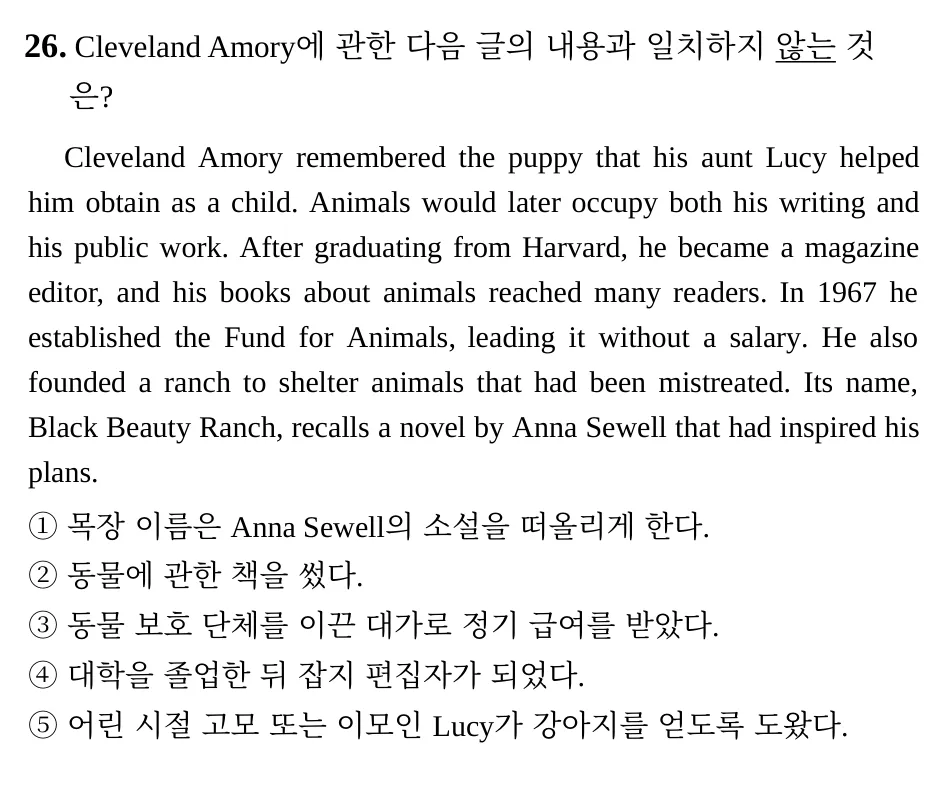 26. Cleveland Amory에 관한 다음 글의 내용과 일치하지 않는 것
은?
Cleveland Amory remembered the puppy that his aunt Lucy helped
him obtain as a child. Animals would later occupy both his writing and
his public work. After graduating from Harvard, he became a magazine
editor, and his books about animals reached many readers. In 1967 he
established the Fund for Animals, leading it without a salary. He also
founded a ranch to shelter animals that had been mistreated. Its name,
Black Beauty Ranch, recalls a novel by Anna Sewell that had inspired his
plans.
① 목장 이름은 Anna Sewell의 소설을 떠올리게 한다.
② 동물에 관한 책을 썼다.
③ 동물 보호 단체를 이끈 대가로 정기 급여를 받았다.
④ 대학을 졸업한 뒤 잡지 편집자가 되었다.
⑤ 어린 시절 고모 또는 이모인 Lucy가 강아지를 얻도록 도왔다.